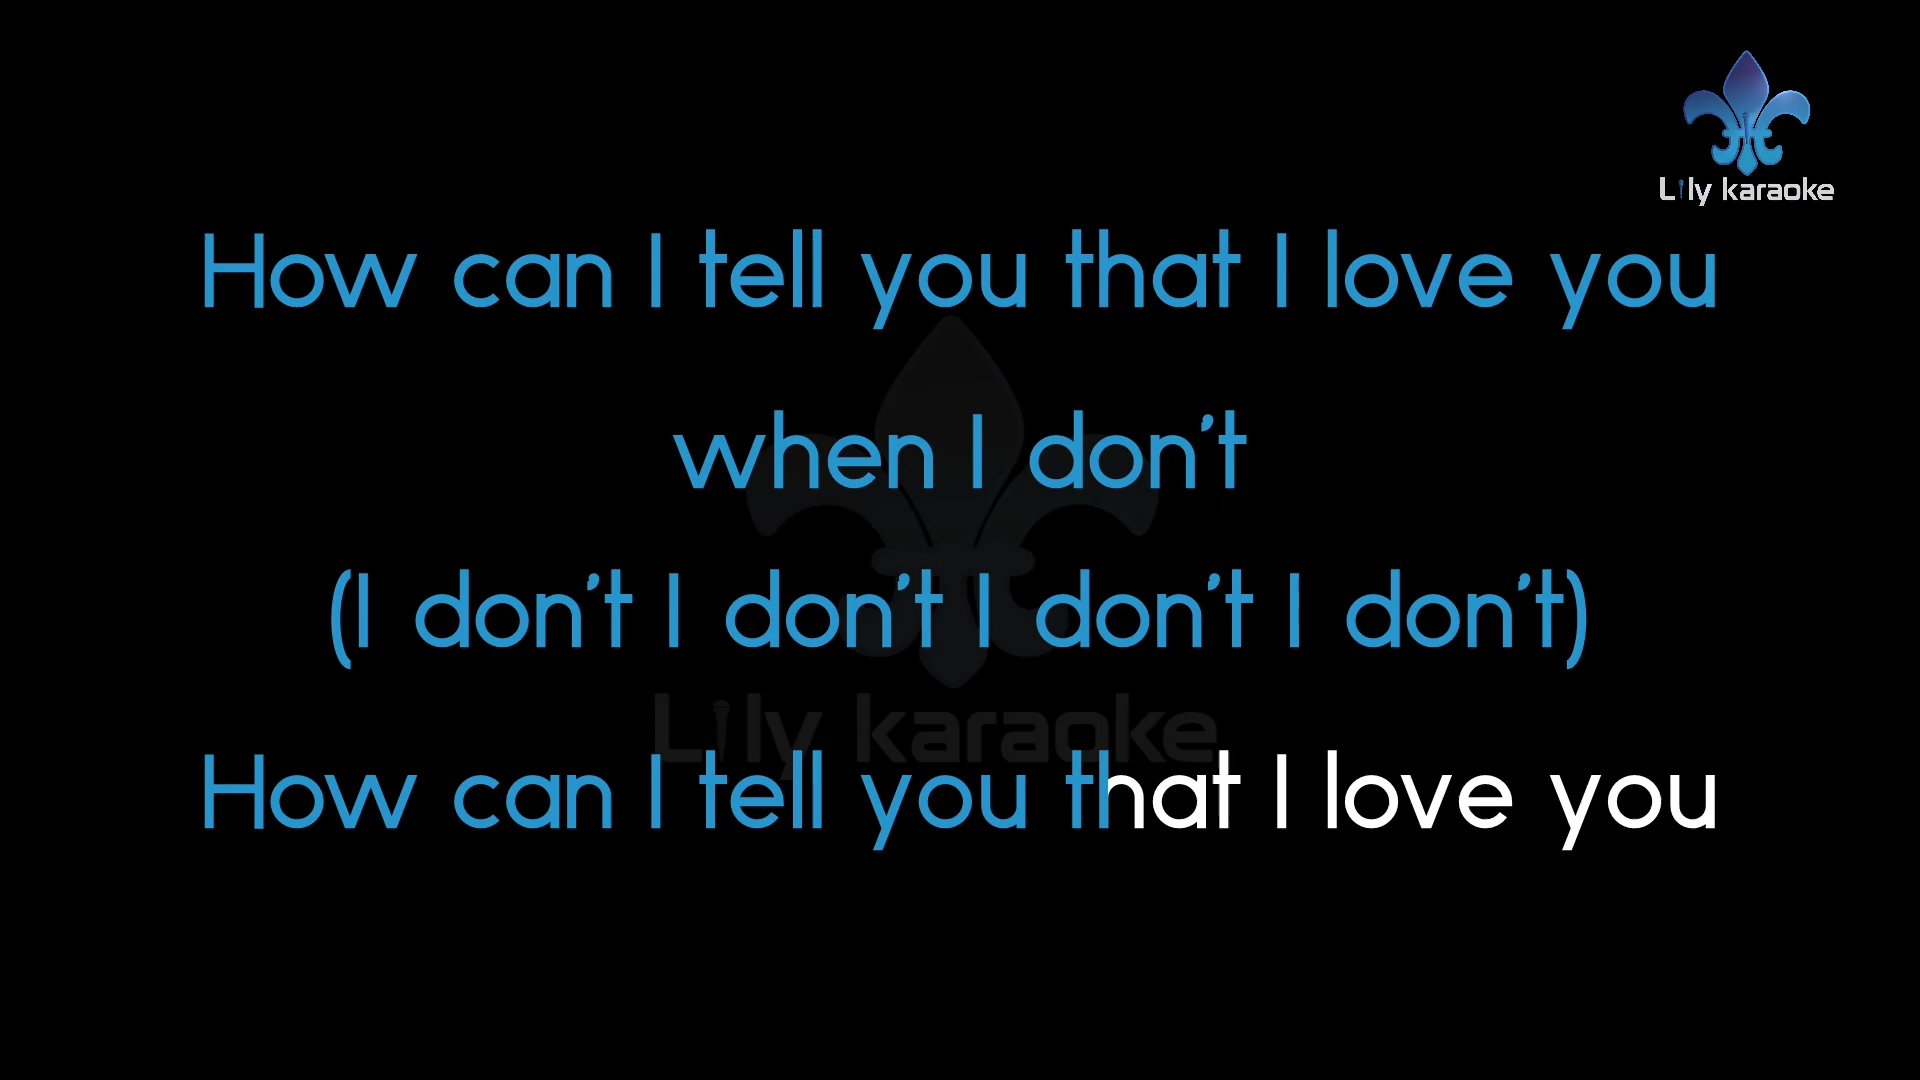 Lily karaoke
How can I tell you that I love you
when I don't
(I don't I don't I don't I don't)
Lily karaoke
How can I tell you that I love you